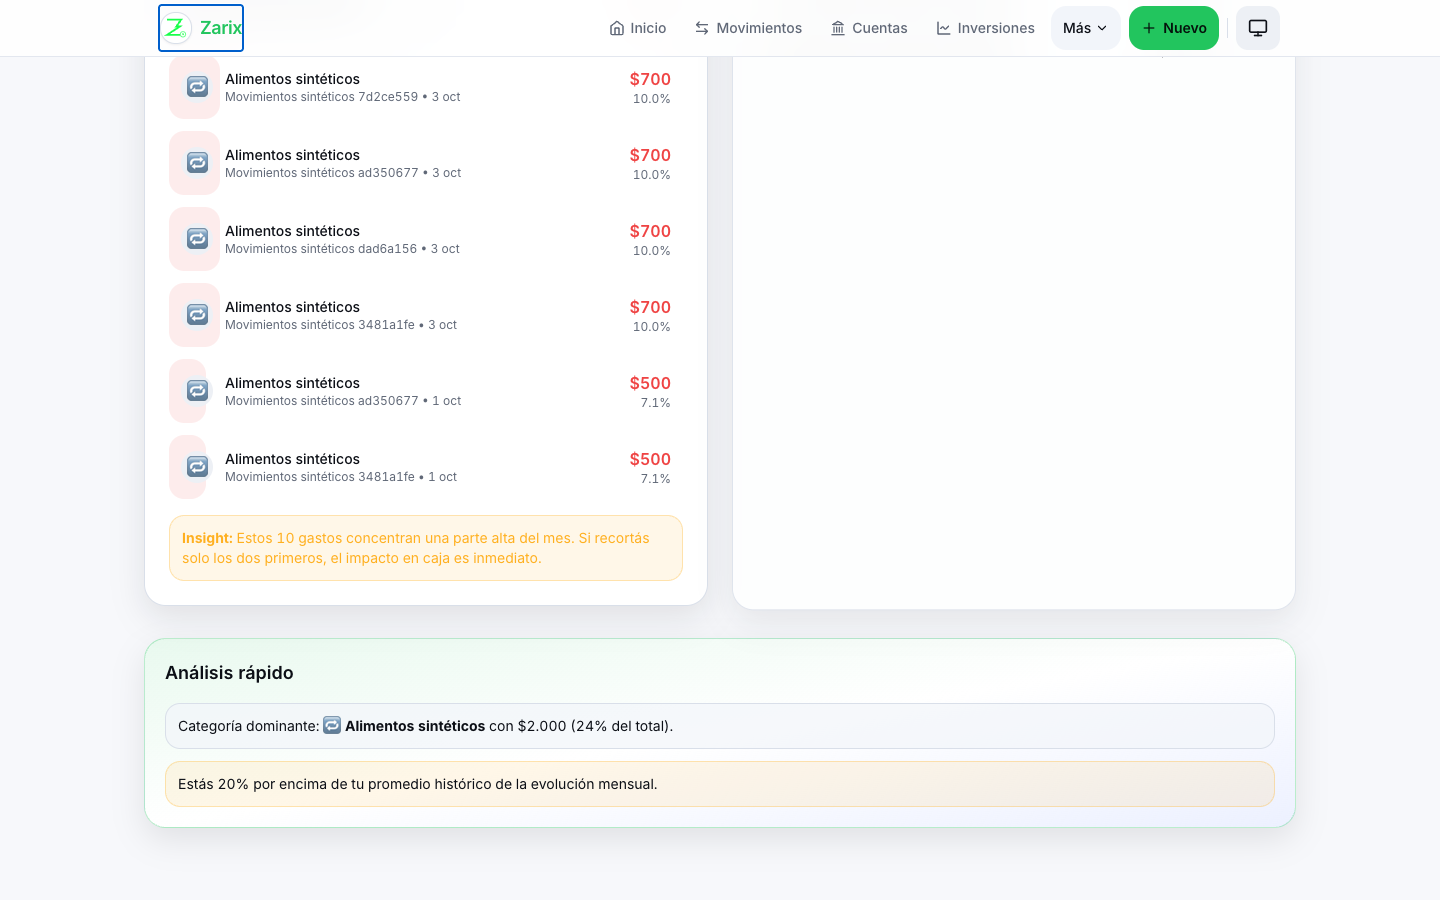 Zarix
Inicio
Movimientos
Cuentas
Inversiones
Más
Nuevo
Alimentos sintéticos
Movimientos sintéticos 7d2ce559 • 3 oct
$700
10.0%
Alimentos sintéticos
Movimientos sintéticos ad350677 • 3 oct
$700
10.0%
Alimentos sintéticos
Movimientos sintéticos dad6a156 • 3 oct
$700
10.0%
Alimentos sintéticos
Movimientos sintéticos 3481a1fe • 3 oct
$700
10.0%
Alimentos sintéticos
Movimientos sintéticos ad350677 • 1 oct
$500
7.1%
Alimentos sintéticos
Movimientos sintéticos 3481a1fe • 1 oct
$500
7.1%
Insight: Estos 10 gastos concentran una parte alta del mes. Si recortás
solo los dos primeros, el impacto en caja es inmediato.
Análisis rápido
Categoría dominante: 🔁 Alimentos sintéticos con $2.000 (24% del total).
Estás 20% por encima de tu promedio histórico de la evolución mensual.